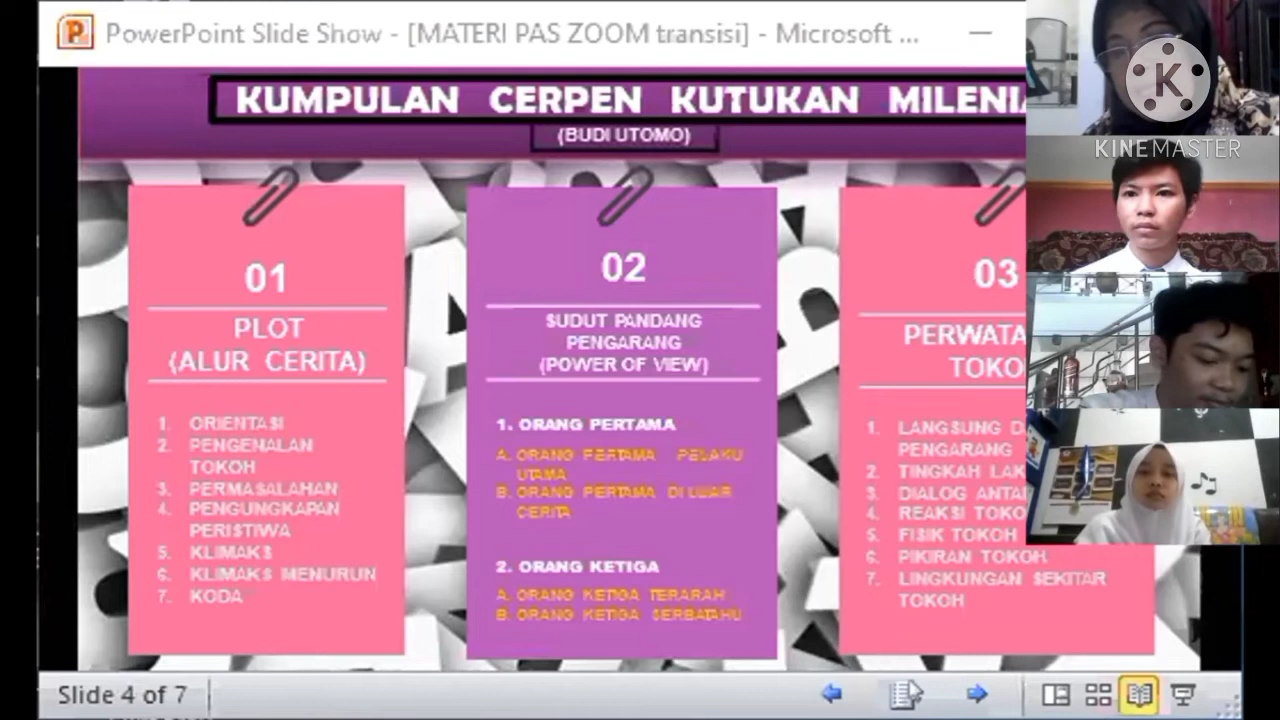 PowerPoint Slide Show - [MATERI PAS ZOOM transisi] - Microsoft ...
KUMPULAN CERPEN KUTUKAN MILENIA
(BUDI UTOMO)
K
KINEMASTER
01
PLOT
(ALUR CERITA)
1. ORIENTASI
2. PENGENALAN
TOKOH
3. PERMASALAHAN
4. PENGUNGKAPAN
PERISTIWA
5. KLIMAKS
6. KLIMAKS MENURUN
7. KODA
02
SUDUT PANDANG
PENGARANG
(POWER OF VIEW)
1. ORANG PERTAMA
A. ORANG PERTAMA PELAKU
UTAMA
B. ORANG PERTAMA DI LUAR
CERITA
2. ORANG KETIGA
A. ORANG KETIGA TERARAH
B. ORANG KETIGA SERBATAHU
03
PERWATA
TOKO
1. LANGSUNG D
PENGARANG
2. TINGKAH LAK
3. DIALOG ANTA
4. REAKSI TOKO
5. FISIK TOKOH
6. PIKIRAN TOKOH
7. LINGKUNGAN SEKITAR
TOKOH
Slide 4 of 7